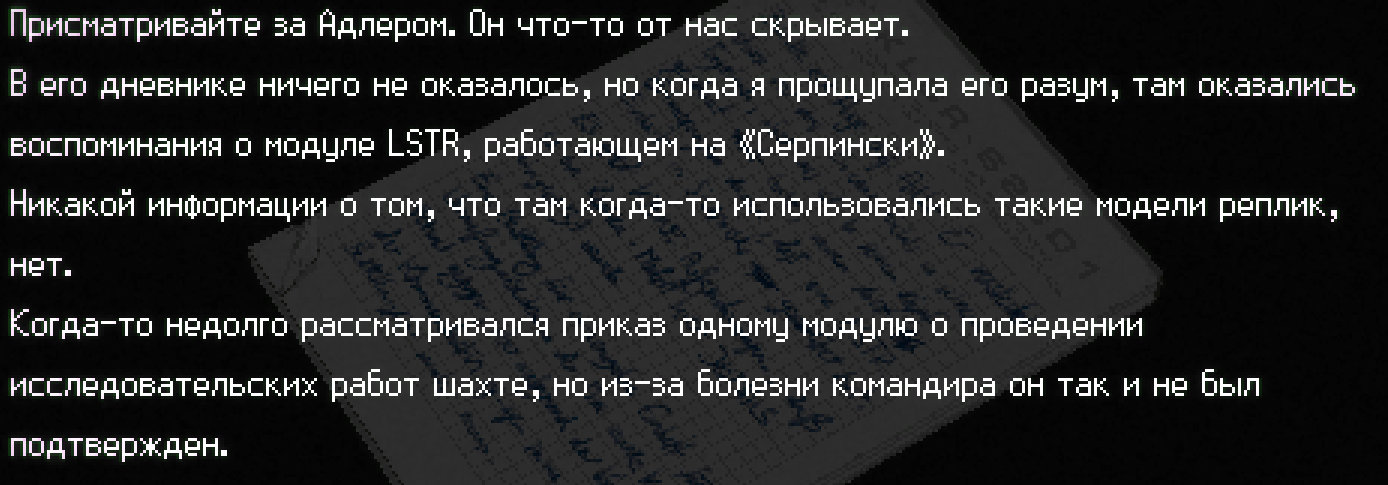 Присматривайте за Адлером. Он что-то от нас скрывает.
В его дневнике ничего не оказалось, но когда я прощупала его разум, там оказались
воспоминания о модуле LSTR, работающем на «Серпински».
Никакой информации о том, что там когда-то использовались такие модели реплик,
нет.
Когда-то недолго рассматривался приказ одному модулю о проведении
исследовательских работ шахте, но из-за болезни командира он так и не был
подтвержден.